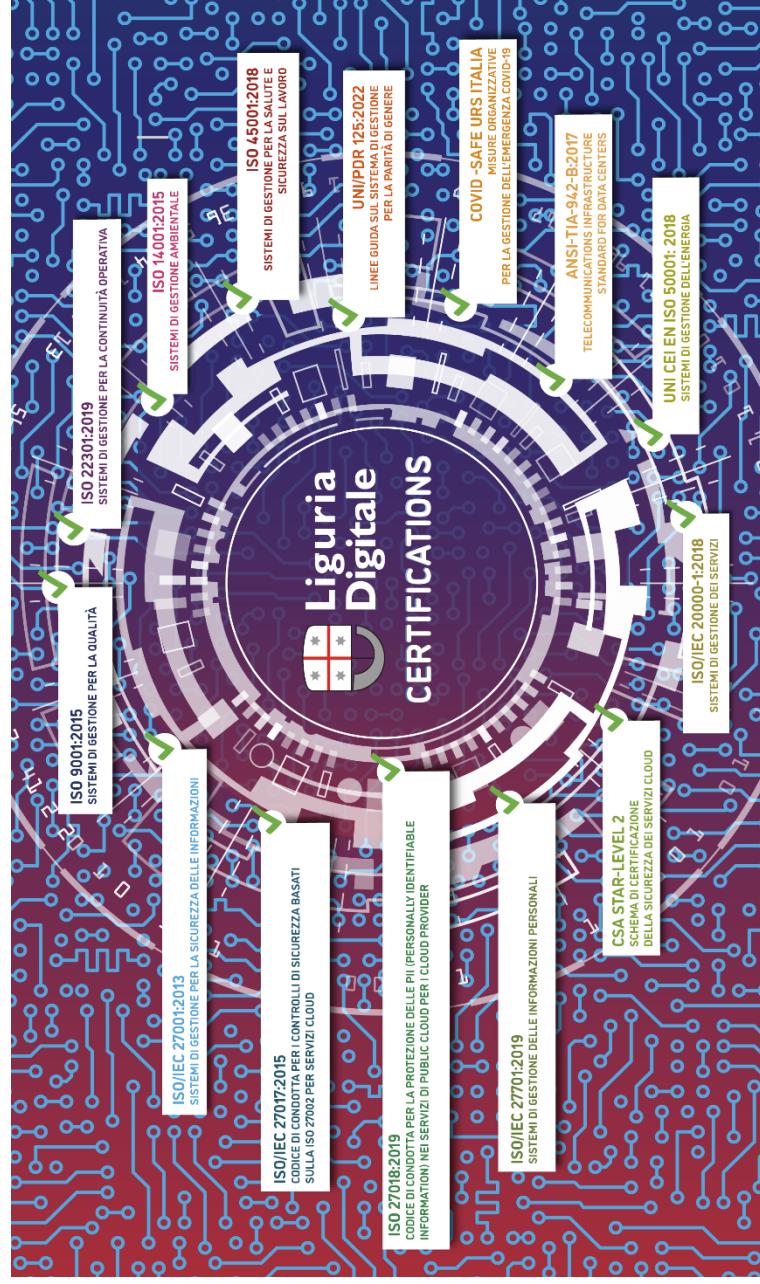 ISO 9001:2015
SISTEMI DI GESTIONE PER LA QUALITÀ
ISO 22301:2019
SISTEMI DI GESTIONE PER LA CONTINUITÀ OPERATIVA
ISO/IEC 27001:2013
SISTEMI DI GESTIONE PER LA SICUREZZA DELLE INFORMAZIONI
ISO 14001:2015
SISTEMI DI GESTIONE AMBIENTALE
ISO/IEC 27017:2015
CODICE DI CONDOTTA PER I CONTROLLI DI SICUREZZA BASATI
SULLA ISO 27002 PER SERVIZI CLOUD
ISO 45001:2018
SISTEMI DI GESTIONE PER LA SALUTE E
SICUREZZA SUL LAVORO
Liguria
Digitale
CERTIFICATIONS
UNI/PDR 125:2022
LINEE GUIDA SUL SISTEMA DI GESTIONE
PER LA PARITÀ DI GENERE
ISO 27018:2019
CODICE DI CONDOTTA PER LA PROTEZIONE DELLE PII (PERSONALLY IDENTIFIABLE
INFORMATION) NEI SERVIZI DI PUBLIC CLOUD PER I CLOUD PROVIDER
COVID -SAFE URS ITALIA
MISURE ORGANIZZATIVE
PER LA GESTIONE DELL'EMERGENZA COVID-19
ISO/IEC 27701:2019
SISTEMI DI GESTIONE DELLE INFORMAZIONI PERSONALI
ANSI-TIA-942-B:2017
TELECOMMUNICATIONS INFRASTRUCTURE
STANDARD FOR DATA CENTERS
CSA STAR-LEVEL 2
SCHEMA DI CERTIFICAZIONE
DELLA SICUREZZA DEI SERVIZI CLOUD
UNI CEI EN ISO 50001: 2018
SISTEMI DI GESTIONE DELL'ENERGIA
ISO/IEC 20000-1:2018
SISTEMI DI GESTIONE DEI SERVIZI